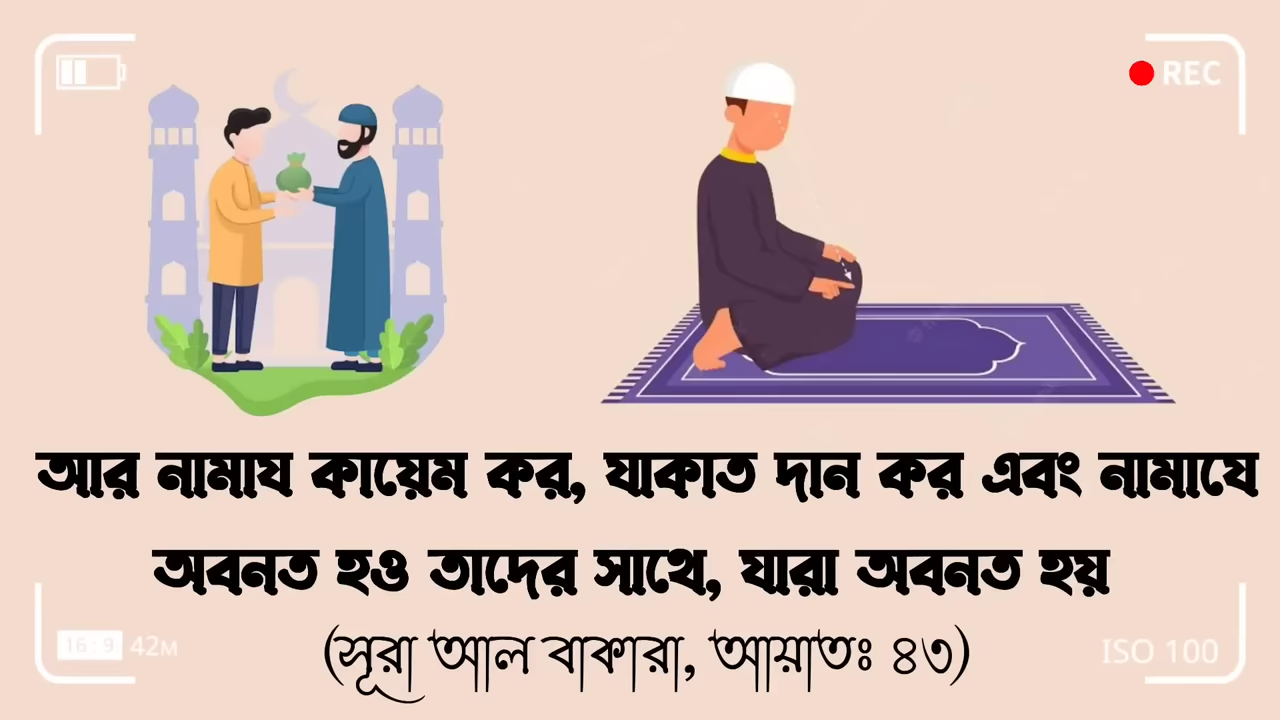 REC
আর নামায কায়েম কর, যাকাত দান কর এবং নামাযে
অবনত হও তাদের সাথে, যারা অবনত হয়
(সূরা আল বাকারা, আয়াতঃ ৪৩)
16:9 42M
ISO 100